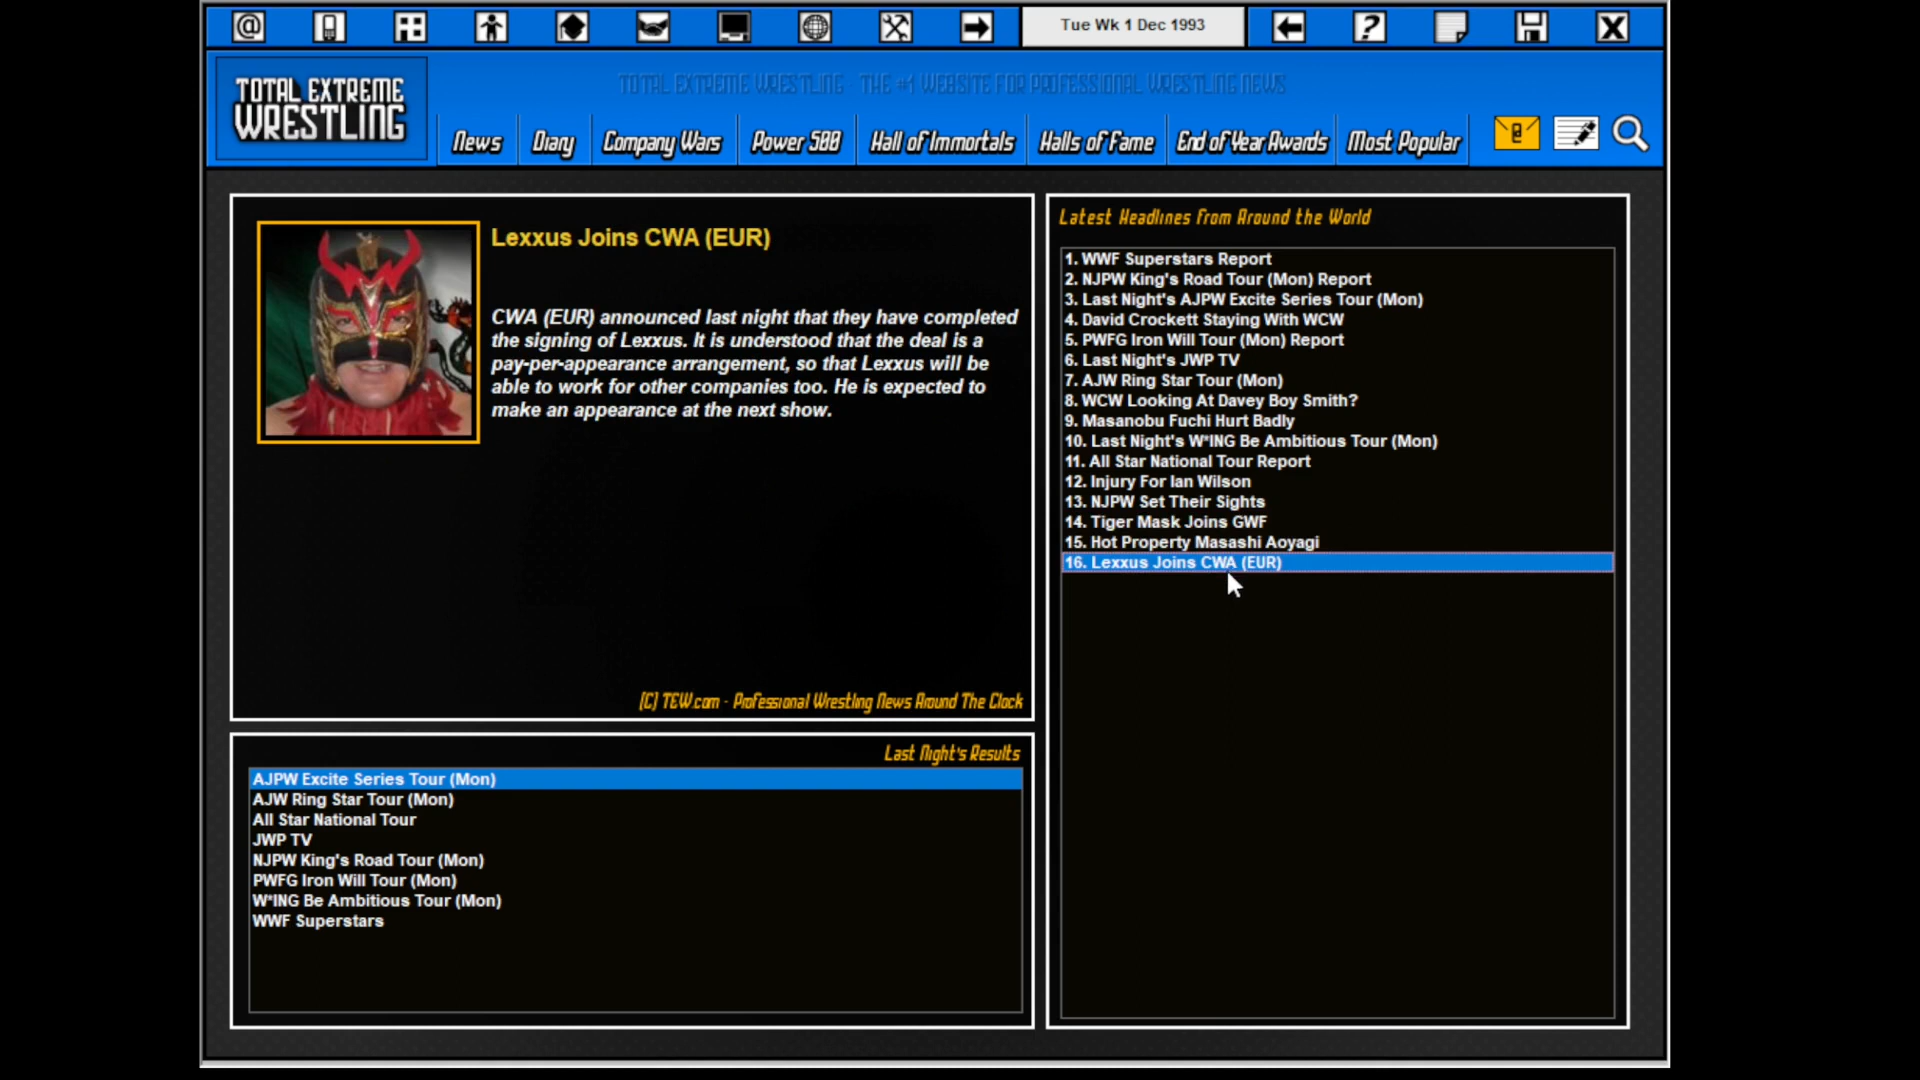 Tue Wk 1 Dec 1993
TOTAL EXTREME WRESTLING THE #1 WEBSITE FOR PROFESSIONAL WRESTLING NEWS
TOTAL EXTREME
WRESTLING
News
Diary
Company Wars
Power 500
Hall of Immortals
Halls of Fame
End of Year Awards
Most Popular
Lexxus Joins CWA (EUR)
CWA (EUR) announced last night that they have completed
the signing of Lexxus. It is understood that the deal is a
pay-per-appearance arrangement, so that Lexxus will be
able to work for other companies too. He is expected to
make an appearance at the next show.
(C) TEW.com - Professional Wrestling News Around The Clock
Last Night's Results
AJPW Excite Series Tour (Mon)
AJW Ring Star Tour (Mon)
All Star National Tour
JWP TV
NJPW King's Road Tour (Mon)
PWFG Iron Will Tour (Mon)
W*ING Be Ambitious Tour (Mon)
WWF Superstars
Latest Headlines From Around the World
1. WWF Superstars Report
2. NJPW King's Road Tour (Mon) Report
3. Last Night's AJPW Excite Series Tour (Mon)
4. David Crockett Staying With WCW
5. PWFG Iron Will Tour (Mon) Report
6. Last Night's JWP TV
7. AJW Ring Star Tour (Mon)
8. WCW Looking At Davey Boy Smith?
9. Masanobu Fuchi Hurt Badly
10. Last Night's W*ING Be Ambitious Tour (Mon)
11. All Star National Tour Report
12. Injury For Ian Wilson
13. NJPW Set Their Sights
14. Tiger Mask Joins GWF
15. Hot Property Masashi Aoyagi
16. Lexxus Joins CWA (EUR)